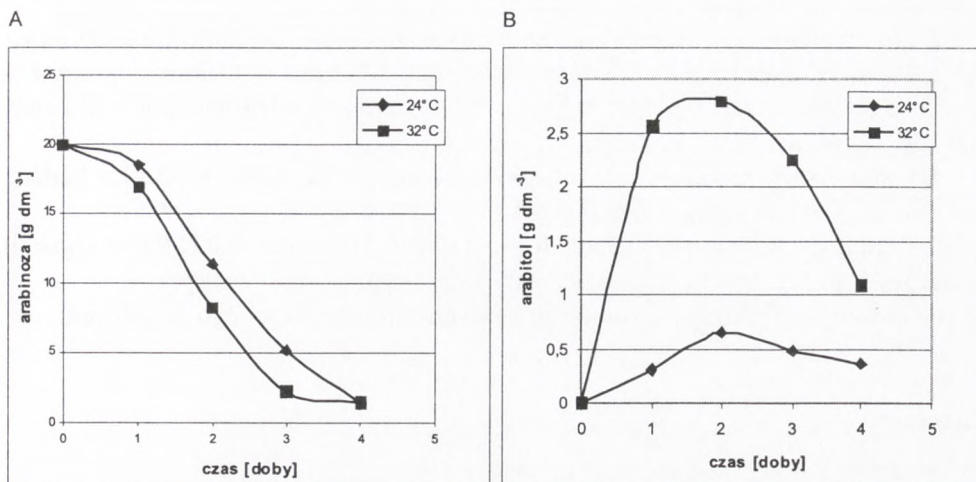 A
25
20
15
10
5
0
arabinoza [g dm -3]
0 1 2 3 4 5
czas [doby]
24°C
32°C
B
3
2,5
2
1,5
1
0,5
0
arabitol [g dm -3]
0 1 2 3 4 5
czas [doby]
24°C
32°C